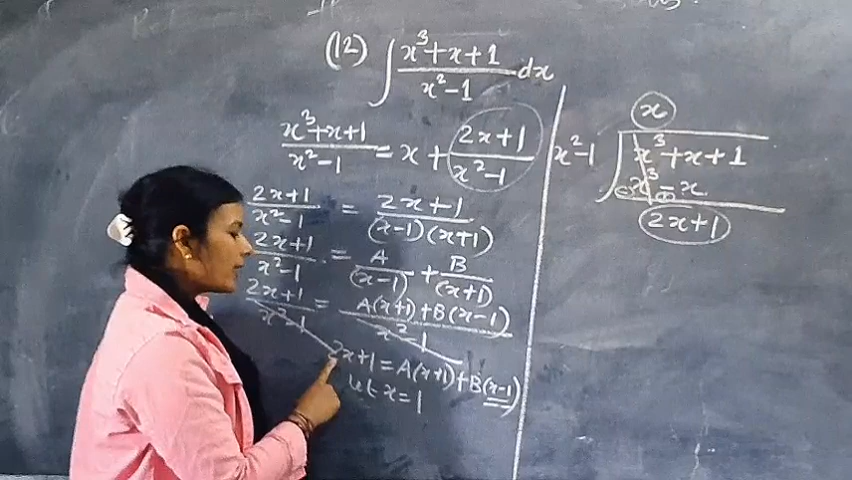 (12) ∫ (x³+x+1)/(x²-1) dx
(x³+x+1)/(x²-1) = x + (2x+1)/(x²-1)
(2x+1)/(x²-1) = (2x+1)/((x-1)(x+1))
(2x+1)/(x²-1) = A/(x-1) + B/(x+1)
(2x+1)/(x²-1) = (A(x+1)+B(x-1))/(x²-1)
2x+1 = A(x+1)+B(x-1)
let x = 1
x
x²-1 ) x³+x+1
x³-x
2x+1